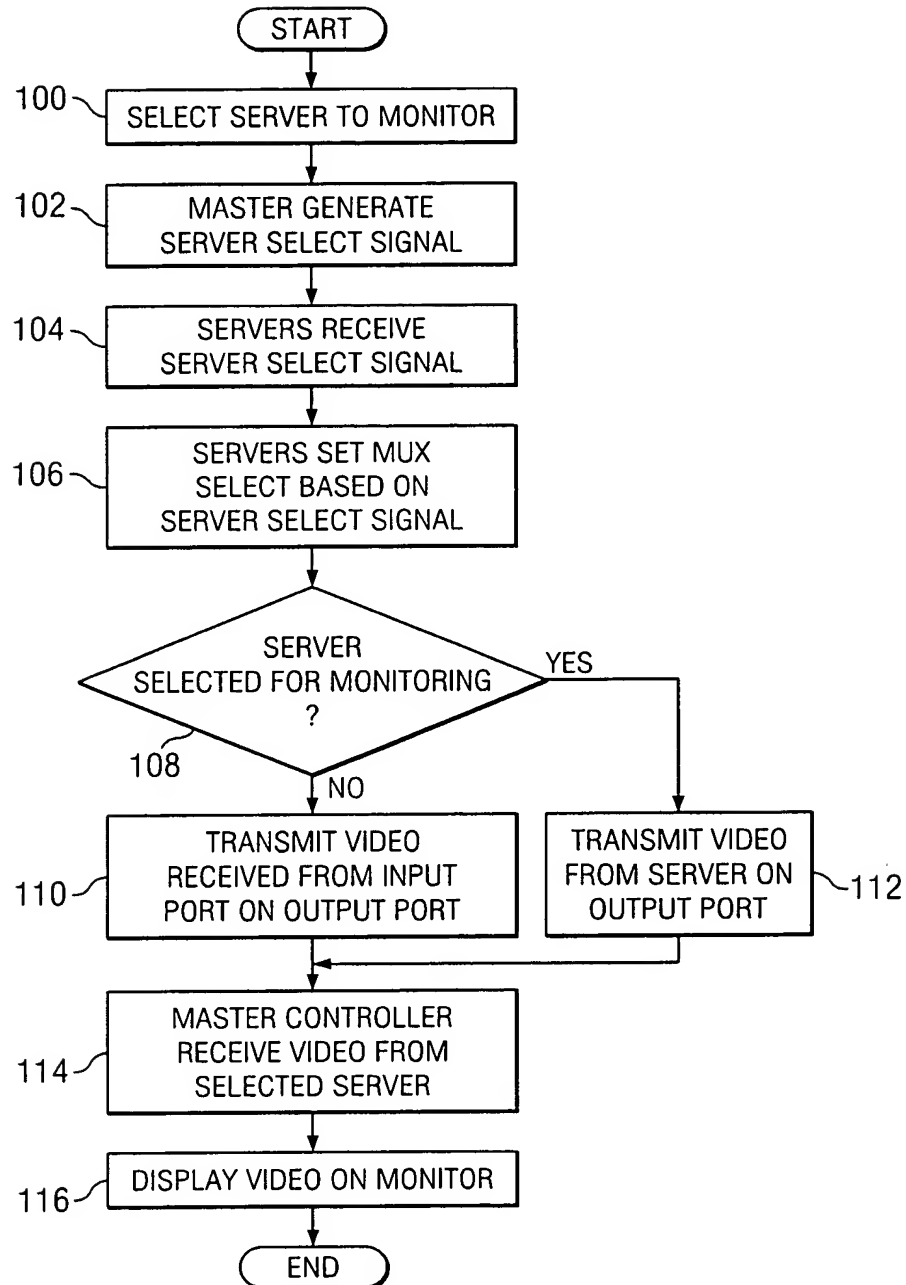 START
100
SELECT SERVER TO MONITOR
102
MASTER GENERATE
SERVER SELECT SIGNAL
104
SERVERS RECEIVE
SERVER SELECT SIGNAL
106
SERVERS SET MUX
SELECT BASED ON
SERVER SELECT SIGNAL
SERVER
SELECTED FOR MONITORING
?
YES
108
NO
TRANSMIT VIDEO
RECEIVED FROM INPUT
PORT ON OUTPUT PORT
110
TRANSMIT VIDEO
FROM SERVER ON
OUTPUT PORT
112
MASTER CONTROLLER
RECEIVE VIDEO FROM
SELECTED SERVER
114
DISPLAY VIDEO ON MONITOR
116
END